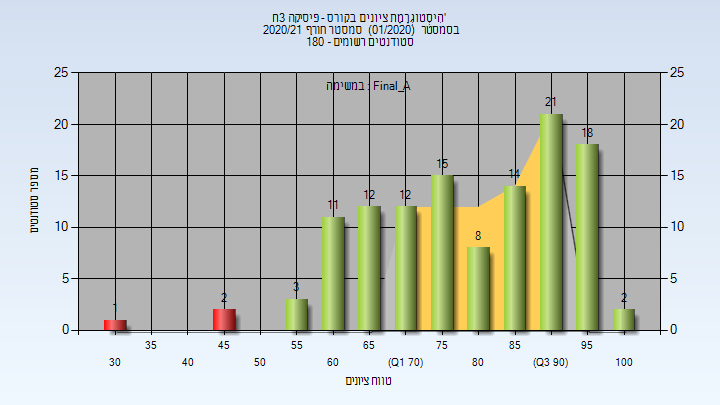 היסטוגרמת ציונים בקורס - פיסיקה 3ח'
בסמסטר (01/2020) סמסטר חורף 2020/21
סטודנטים רשומים - 180
במשימה : Final_A
25 25
21
20 20
18
15 15 14 15
12 12
11
10 10
8
5 5
3
2 2
1
0 0
מספר סטודנטים
35 45 55 65 75 85 95
30 40 50 60 (Q1 70) 80 (Q3 90) 100
טווח ציונים